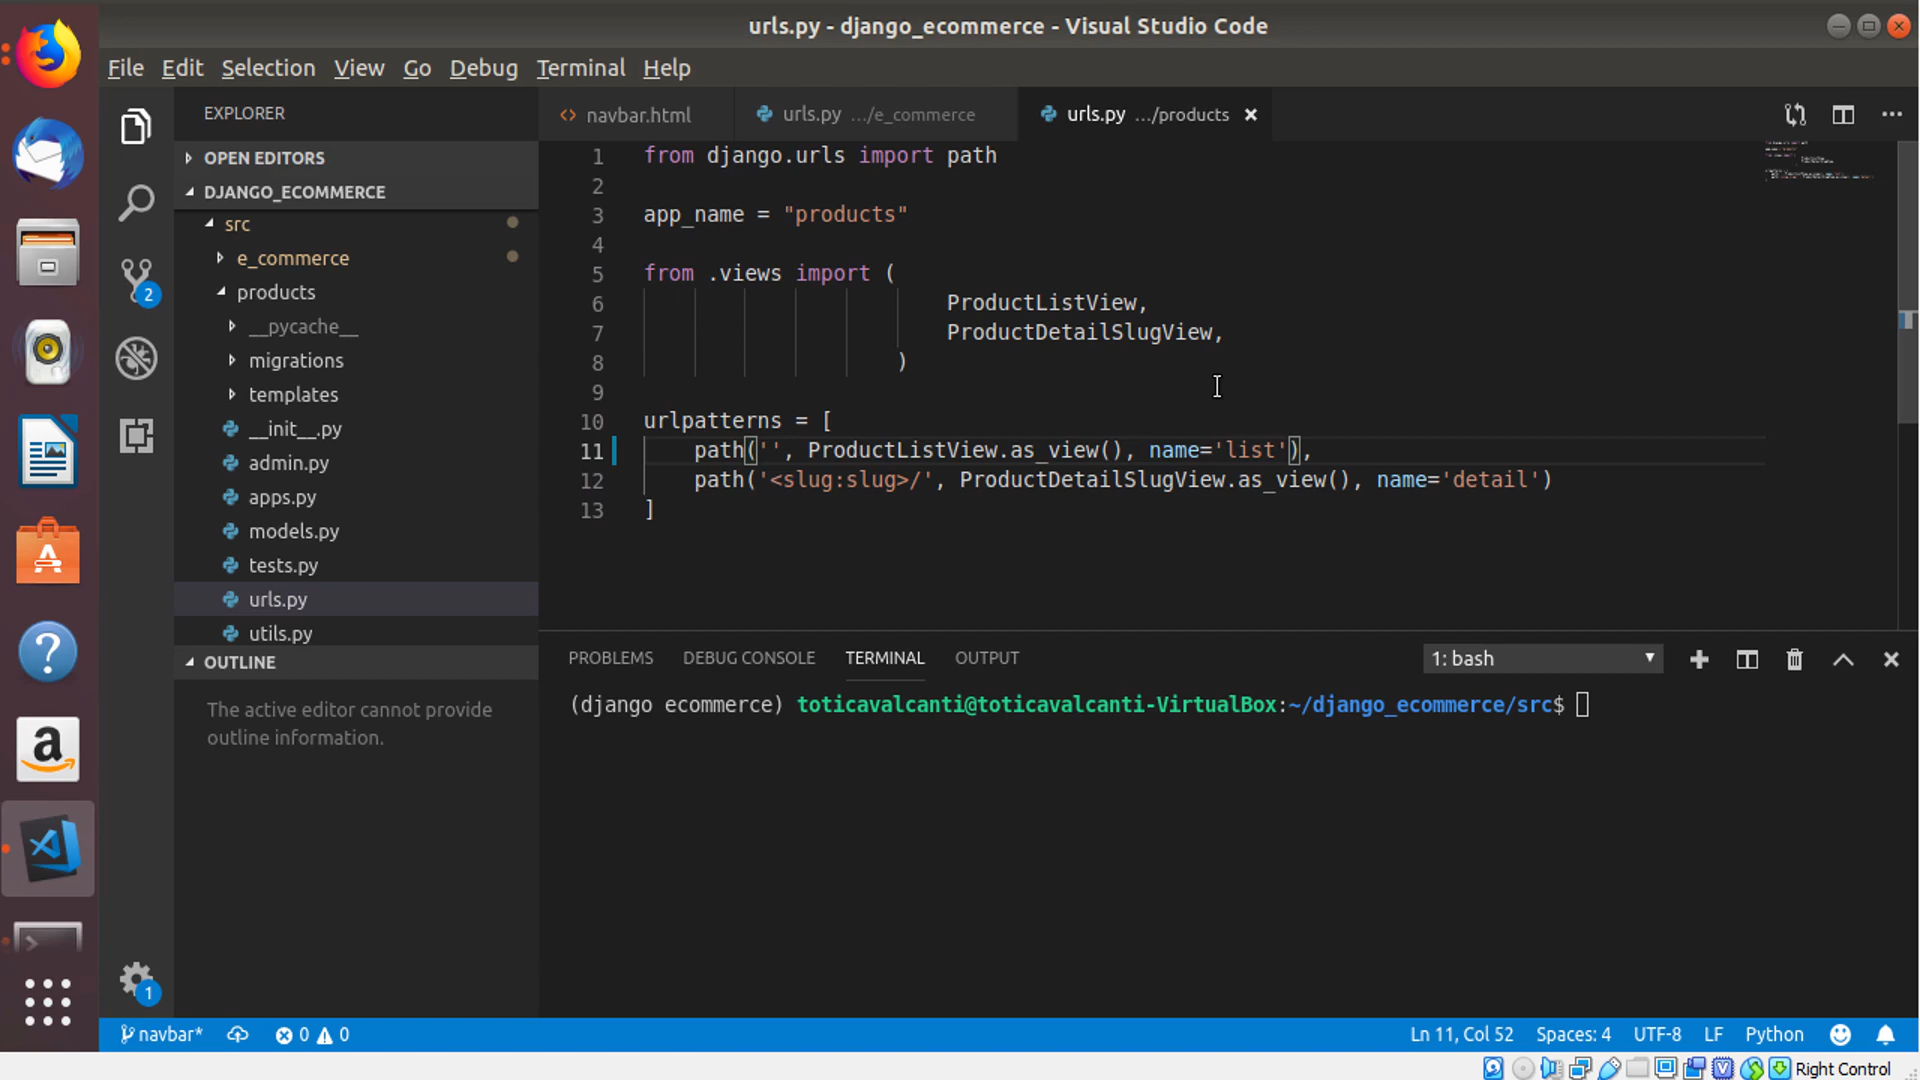 urls.py - django_ecommerce - Visual Studio Code
File Edit Selection View Go Debug Terminal Help
EXPLORER
OPEN EDITORS
DJANGO_ECOMMERCE
src
e_commerce
products
__pycache__
migrations
templates
__init__.py
admin.py
apps.py
models.py
tests.py
urls.py
utils.py
OUTLINE
The active editor cannot provide
outline information.
2
1
navbar.html urls.py .../e_commerce urls.py .../products
1 from django.urls import path
2
3 app_name = "products"
4
5 from .views import (
6 ProductListView,
7 ProductDetailSlugView,
8 )
9
10 urlpatterns = [
11 path('', ProductListView.as_view(), name='list'),
12 path('<slug:slug>/', ProductDetailSlugView.as_view(), name='detail')
13 ]
PROBLEMS DEBUG CONSOLE TERMINAL OUTPUT 1: bash
(django ecommerce) toticavalcanti@toticavalcanti-VirtualBox:~/django_ecommerce/src$
navbar* 0 0 Ln 11, Col 52 Spaces: 4 UTF-8 LF Python
Right Control